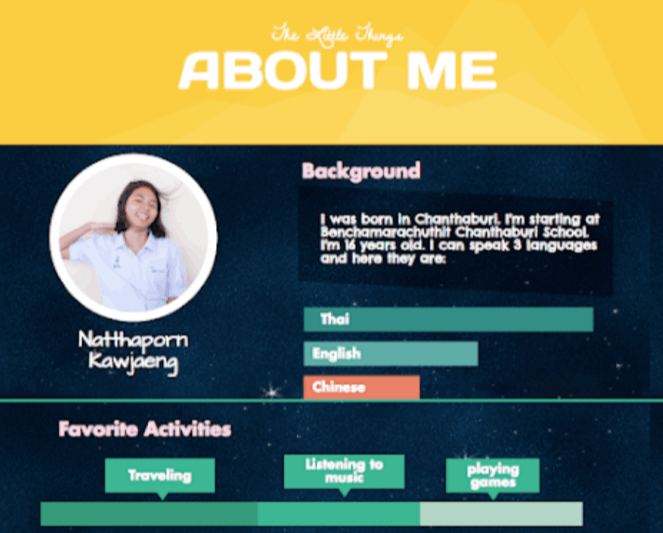 The Little Things
ABOUT ME
Background
I was born in Chanthaburi. I'm starting at
Benchamarachuthit Chanthaburi School.
I'm 16 years old. I can speak 3 languages
and here they are:
Thai
English
Chinese
Natthaporn
Kawjaeng
Favorite Activities
Traveling
Listening to
music
playing
games